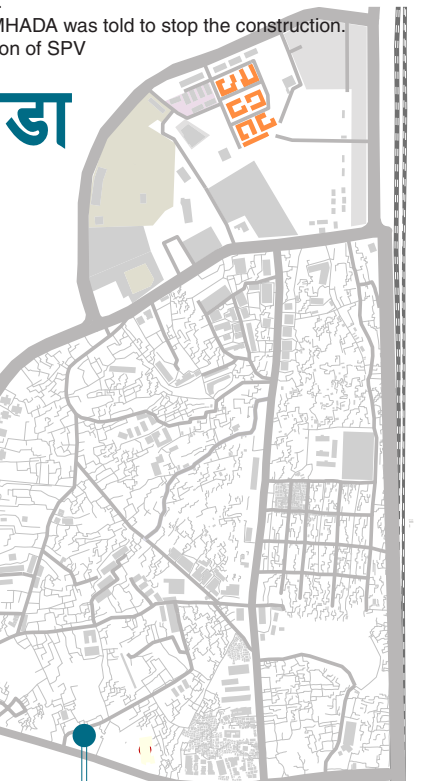 MHADA was told to stop the construction.
on of SPV
डा